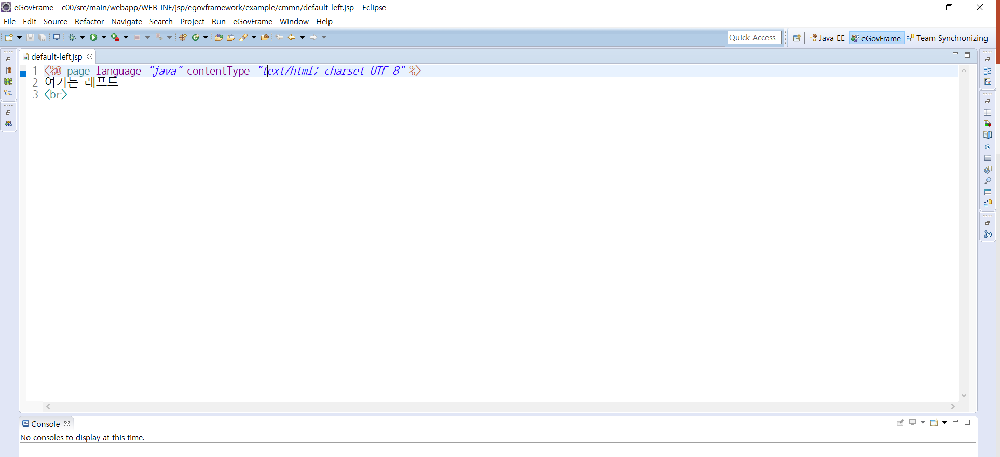 eGovFrame - c00/src/main/webapp/WEB-INF/jsp/egovframework/example/cmmn/default-left.jsp - Eclipse
File Edit Source Refactor Navigate Search Project Run eGovFrame Window Help
Quick Access Java EE eGovFrame Team Synchronizing
default-left.jsp
1 <%@ page language="java" contentType="text/html; charset=UTF-8" %>
2 여기는 레프트
3 <br>
Console
No consoles to display at this time.